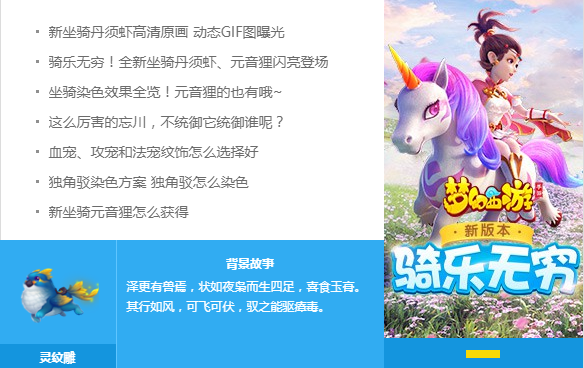 新坐骑丹须虾高清原画 动态GIF图曝光
骑乐无穷！全新坐骑丹须虾、元音狸闪亮登场
坐骑染色效果全览！元音狸的也有哦~
这么厉害的忘川，不统御它统御谁呢？
血宠、攻宠和法宠纹饰怎么选择好
独角驳染色方案 独角驳怎么染色
新坐骑元音狸怎么获得
背景故事
泽更有兽焉，状如夜枭而生四足，喜食玉膏。
其行如风，可飞可伏，驭之能驱瘠毒。
灵纹雕
梦幻西游
手游
新版本
骑乐无穷